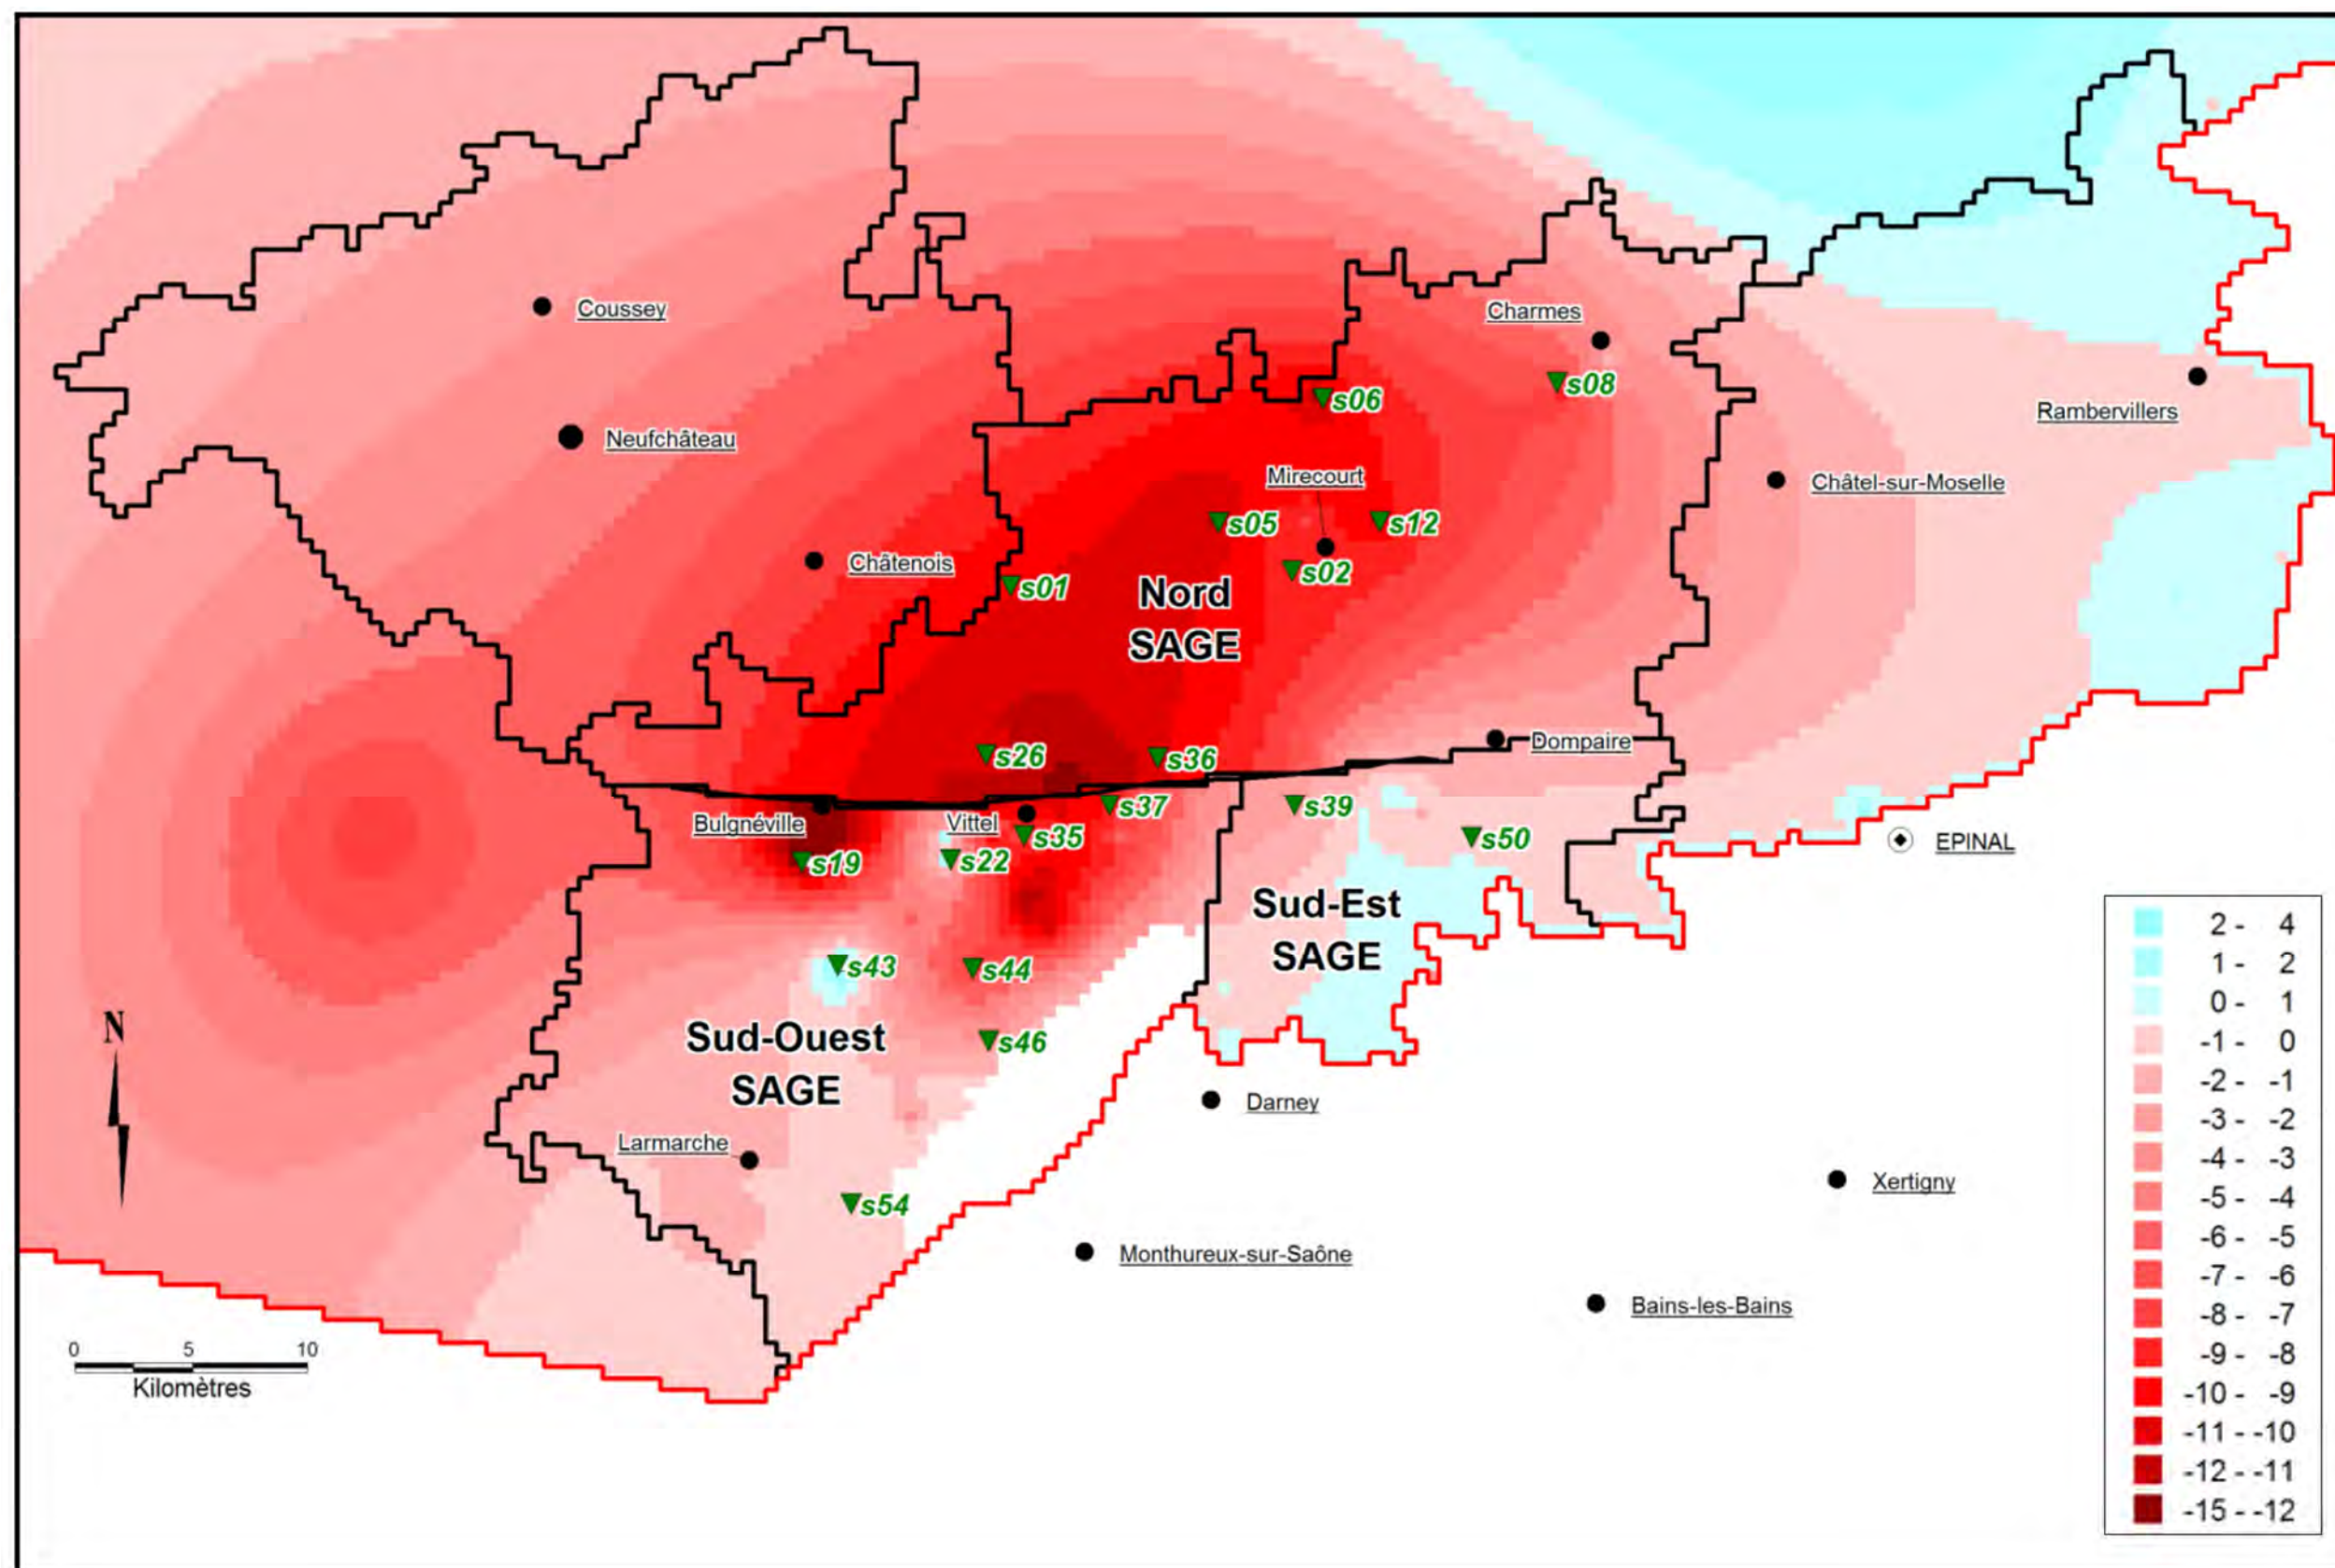 Coussey
Charmes
s08
s06
Rambervillers
Neufchâteau
Mirecourt
Châtel-sur-Moselle
s05
s12
Châtenois
s02
s01
Nord
SAGE
Dompaire
s26
s36
s37
s39
Bulgnéville
Vittel
s35
s50
EPINAL
s19
s22
Sud-Est
SAGE
s43
s44
N
Sud-Ouest
SAGE
s46
Darney
Larmarche
Xertigny
s54
Monthureux-sur-Saône
Bains-les-Bains
0 5 10
Kilomètres
2 - 4
1 - 2
0 - 1
-1 - 0
-2 - -1
-3 - -2
-4 - -3
-5 - -4
-6 - -5
-7 - -6
-8 - -7
-9 - -8
-10 - -9
-11 - -10
-12 - -11
-15 - -12